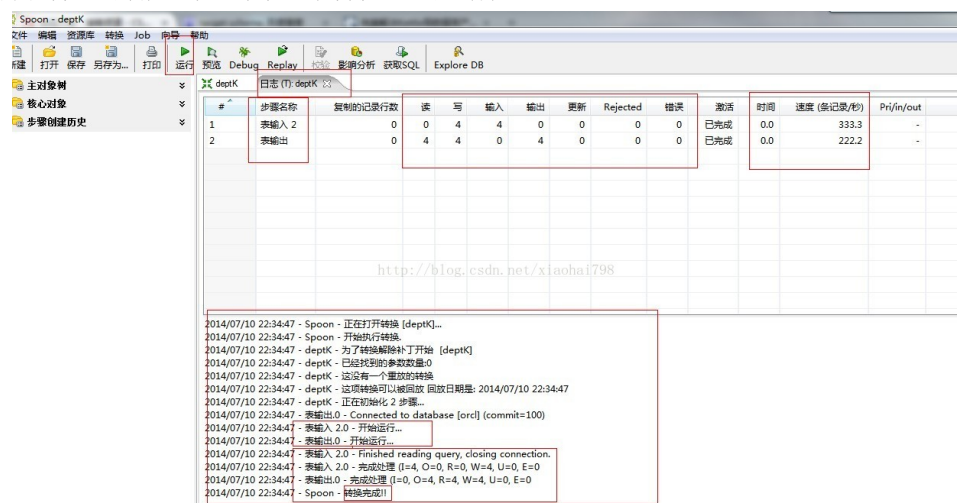 Spoon - deptK
文件 编辑 资源库 转换 Job 向导 帮助
新建 打开 保存 另存为... 打印 运行 预览 Debug Replay 校验 影响分析 获取SQL Explore DB
主对象树
核心对象
步骤创建历史
deptK 日志 (T): deptK
# 步骤名称 复制的记录行数 读 写 输入 输出 更新 Rejected 错误 激活 时间 速度 (条记录/秒) Pri/in/out
1 表输入 2 0 0 4 4 0 0 0 0 已完成 0.0 333.3 -
2 表输出 0 4 4 0 4 0 0 0 已完成 0.0 222.2 -
http://blog.csdn.net/xiaohai798
2014/07/10 22:34:47 - Spoon - 正在打开转换 [deptK]...
2014/07/10 22:34:47 - Spoon - 开始执行转换.
2014/07/10 22:34:47 - deptK - 为了转换解除补丁开始 [deptK]
2014/07/10 22:34:47 - deptK - 已经找到的参数数量:0
2014/07/10 22:34:47 - deptK - 这没有一个重放的转换
2014/07/10 22:34:47 - deptK - 这项转换可以被回放 回放日期是: 2014/07/10 22:34:47
2014/07/10 22:34:47 - deptK - 正在初始化 2 步骤...
2014/07/10 22:34:47 - 表输出.0 - Connected to database [orcl] (commit=100)
2014/07/10 22:34:47 - 表输入 2.0 - 开始运行...
2014/07/10 22:34:47 - 表输出.0 - 开始运行...
2014/07/10 22:34:47 - 表输入 2.0 - Finished reading query, closing connection.
2014/07/10 22:34:47 - 表输入 2.0 - 完成处理 (I=4, O=0, R=0, W=4, U=0, E=0
2014/07/10 22:34:47 - 表输出.0 - 完成处理 (I=0, O=4, R=4, W=4, U=0, E=0
2014/07/10 22:34:47 - Spoon - 转换完成!!